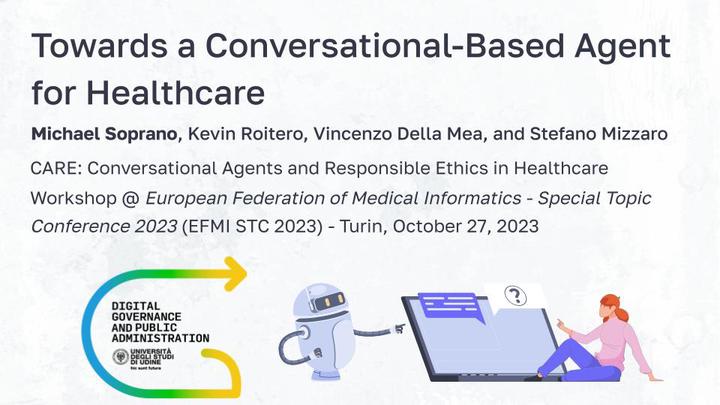 Towards a Conversational-Based Agent
for Healthcare
Michael Soprano, Kevin Roitero, Vincenzo Della Mea, and Stefano Mizzaro
CARE: Conversational Agents and Responsible Ethics in Healthcare
Workshop @ European Federation of Medical Informatics - Special Topic
Conference 2023 (EFMI STC 2023) - Turin, October 27, 2023
DIGITAL
GOVERNANCE
AND PUBLIC
ADMINISTRATION
UNIVERSITÀ
DEGLI STUDI
DI UDINE
hic sunt futura
?